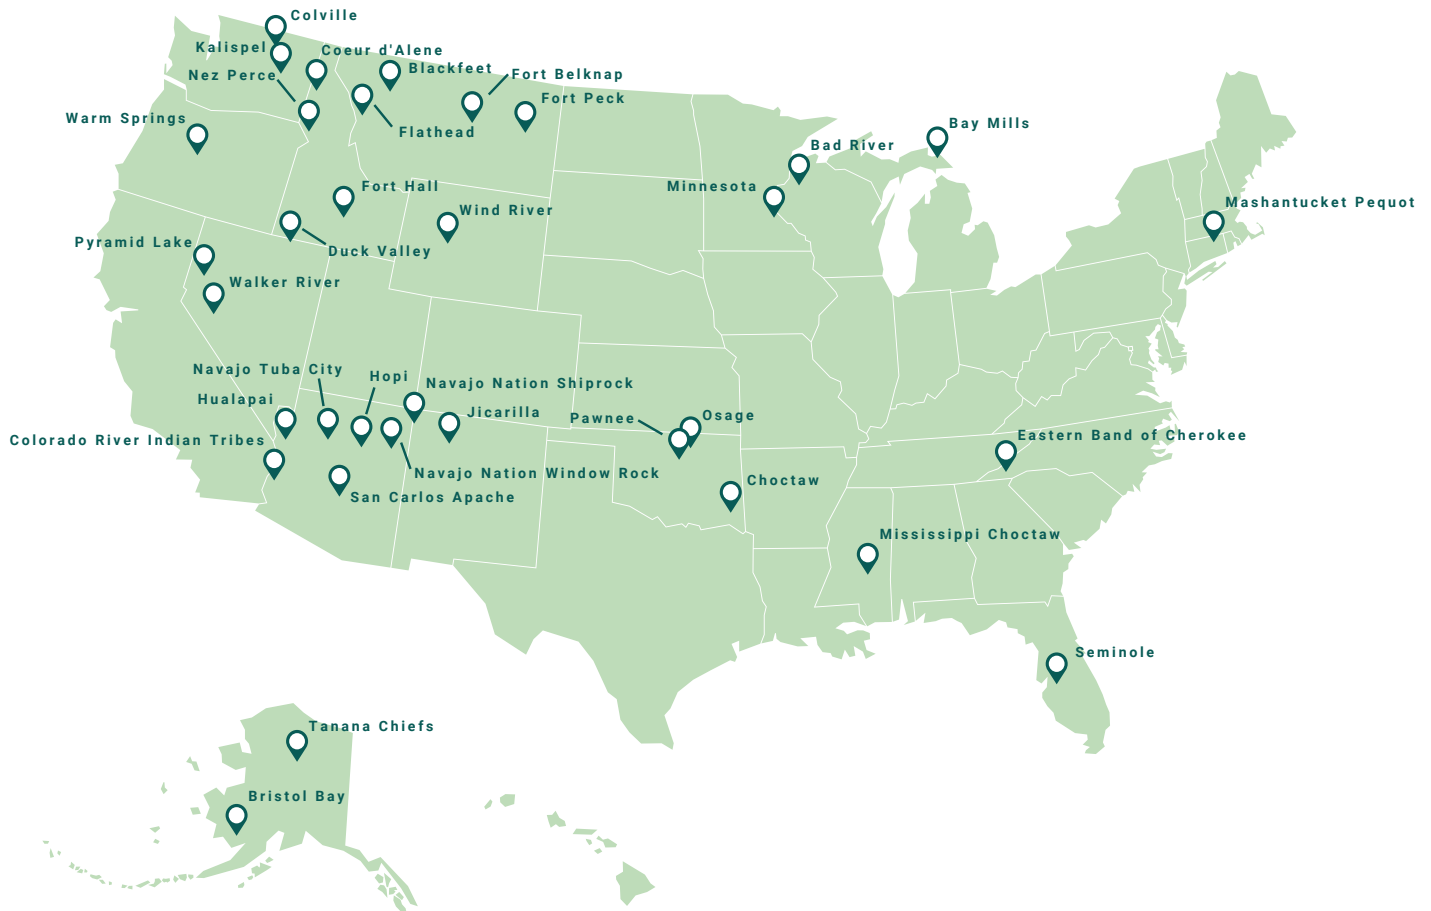 Colville
Kalispel
Coeur d'Alene
Nez Perce
Blackfeet
Fort Belknap
Fort Peck
Warm Springs
Flathead
Bad River
Bay Mills
Fort Hall
Minnesota
Wind River
Mashantucket Pequot
Pyramid Lake
Duck Valley
Walker River
Navajo Tuba City
Hopi
Navajo Nation Shiprock
Hualapai
Jicarilla
Pawnee
Osage
Colorado River Indian Tribes
Eastern Band of Cherokee
Navajo Nation Window Rock
Choctaw
San Carlos Apache
Mississippi Choctaw
Seminole
Tanana Chiefs
Bristol Bay